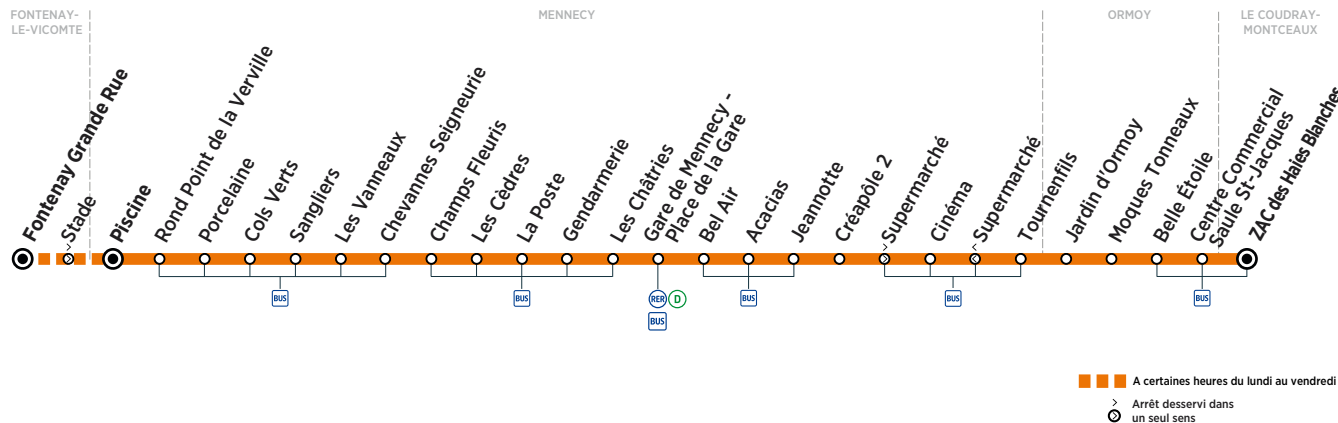 FONTENAY-
LE-VICOMTE
MENNECY
ORMOY
LE COUDRAY-
MONTCEAUX
Fontenay Grande Rue
Stade
Piscine
Rond Point de la Verville
Porcelaine
Cols Verts
Sangliers
Les Vanneaux
Chevannes Seigneurie
Champs Fleuris
Les Cèdres
La Poste
Gendarmerie
Les Châtries
Gare de Mennecy -
Place de la Gare
Bel Air
Acacias
Jeannotte
Créapôle 2
Supermarché
Cinéma
Supermarché
Tournenfils
Jardin d'Ormoy
Moques Tonneaux
Belle Étoile
Centre Commercial
Saule St-Jacques
ZAC des Haies Blanches
BUS
BUS
RER D
BUS
BUS
BUS
BUS
A certaines heures du lundi au vendredi
Arrêt desservi dans
un seul sens